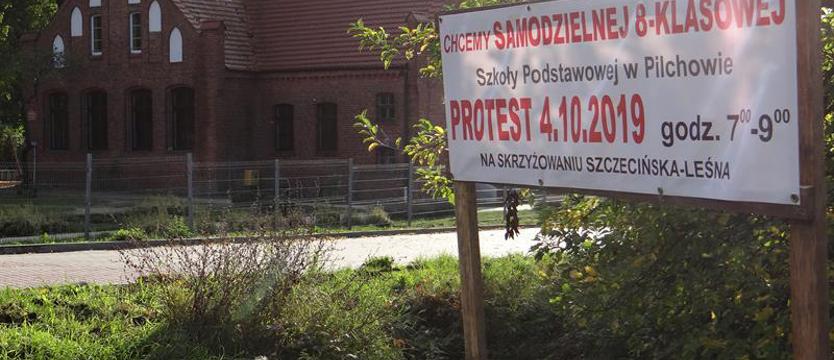 CHCEMY SAMODZIELNEJ 8-KLASOWEJ
Szkoły Podstawowej w Pilchowie
PROTEST 4.10.2019 godz. 7⁰⁰-9⁰⁰
NA SKRZYŻOWANIU SZCZECIŃSKA-LEŚNA